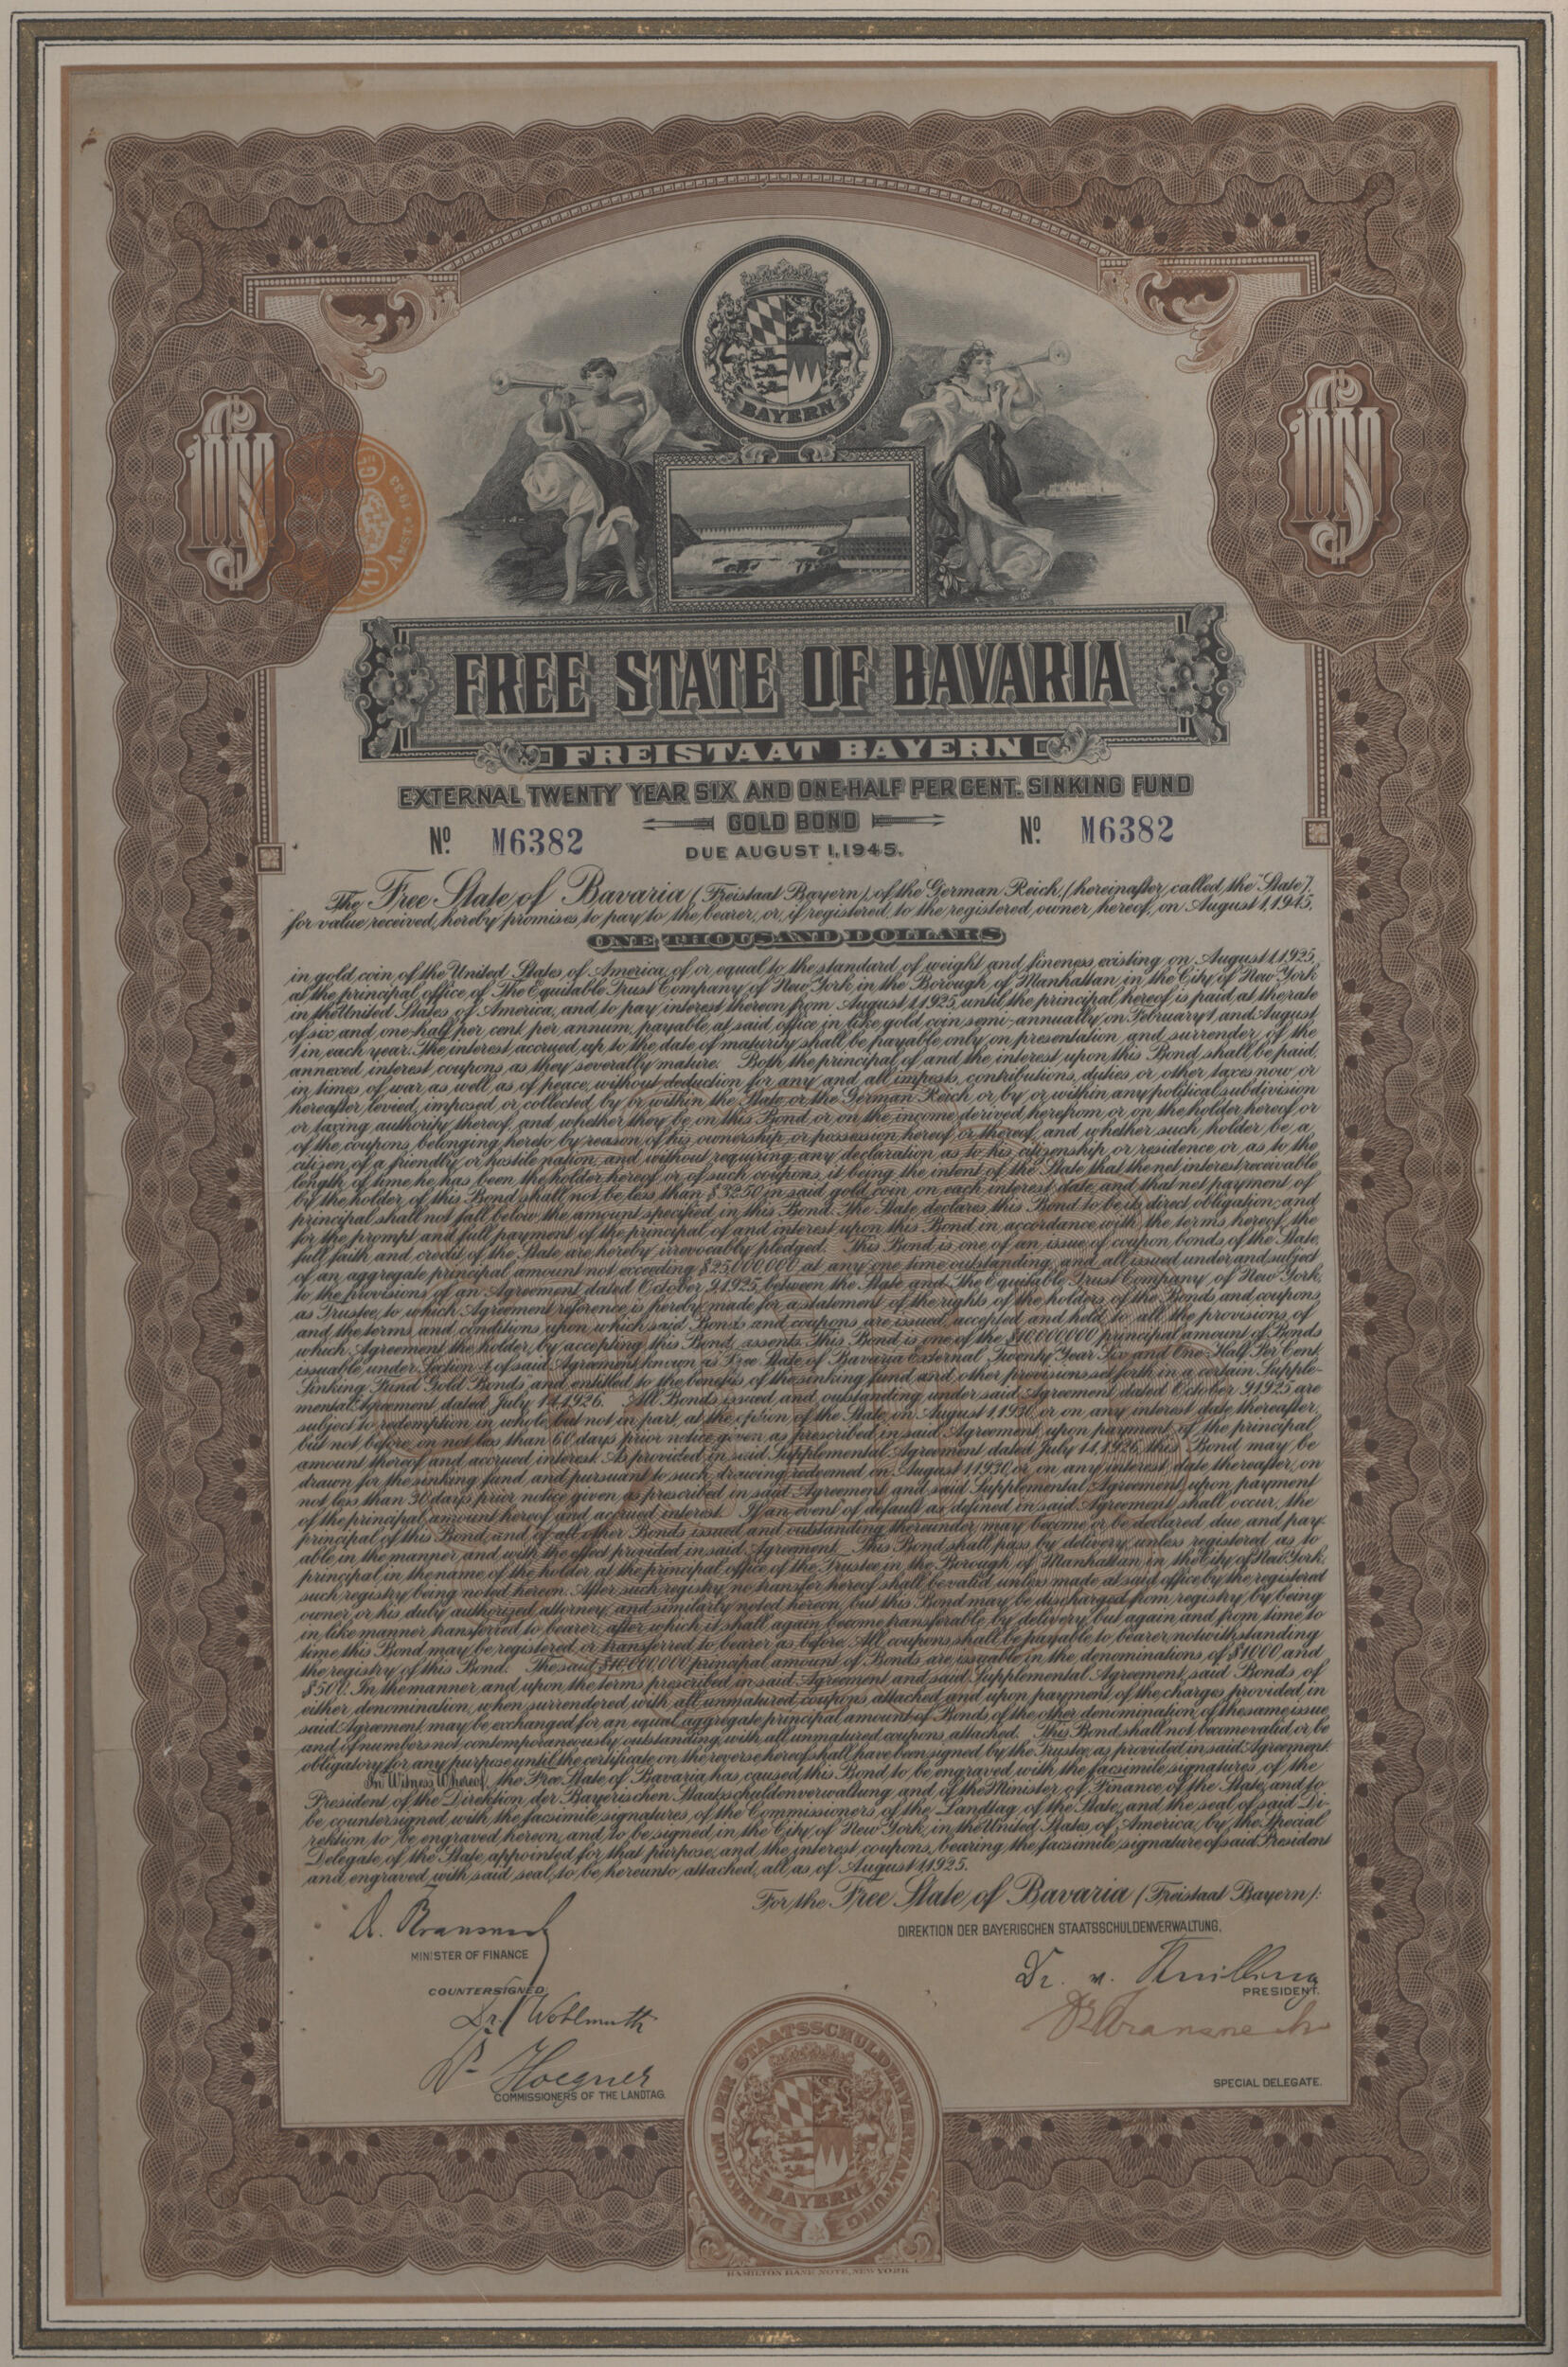 BAYERN
1000
1000
FREE STATE OF BAVARIA
FREISTAAT BAYERN
EXTERNAL TWENTY YEAR SIX AND ONE-HALF PER CENT. SINKING FUND
GOLD BOND
Nº M6382 Nº M6382
DUE AUGUST 1, 1945.
The Free State of Bavaria (Freistaat Bayern) of the German Reich, (hereinafter called the "State"),
for value received, hereby promises to pay to the bearer, or, if registered, to the registered owner hereof, on August 1, 1945,
ONE THOUSAND DOLLARS
in gold coin of the United States of America of or equal to the standard of weight and fineness existing on August 1, 1925,
at the principal office of The Equitable Trust Company of New York in the Borough of Manhattan in the City of New York
in the United States of America, and to pay interest thereon from August 1, 1925, until the principal hereof is paid, at the rate
of six and one-half per cent. per annum, payable at said office in like gold coin semi-annually on February 1 and August
1 in each year. The interest accrued up to the date of maturity shall be payable only on presentation and surrender of the
annexed interest coupons as they severally mature. Both the principal of and the interest upon this Bond shall be paid,
in times of war as well as of peace, without deduction for any and all imposts, contributions, duties or other taxes now or
hereafter levied, imposed or collected by or within the State or the German Reich or by or within any political subdivision
or taxing authority thereof, and whether they be on this Bond or on the income derived herefrom or on the holder hereof or
of the coupons belonging hereto by reason of his ownership or possession hereof or thereof, and whether such holder be a
citizen of a friendly or hostile nation, and without requiring any declaration as to his citizenship or residence or as to the
length of time he has been the holder hereof or of such coupons, it being the intent of the State that the net interest receivable
by the holder of this Bond shall not be less than $32.50 in said gold coin on each interest date, and that net payment of
principal shall not fall below the amount specified in this Bond. The State declares this Bond to be its direct obligation, and
for the prompt and full payment of the principal of and interest upon this Bond in accordance with the terms hereof, the
full faith and credit of the State are hereby irrevocably pledged. This Bond is one of an issue of coupon bonds of the State,
of an aggregate principal amount not exceeding $25,000,000 at any one time outstanding, and all issued under and subject
to the provisions of an Agreement dated October 9, 1925, between the State and The Equitable Trust Company of New York,
as Trustee, to which Agreement reference is hereby made for a statement of the rights of the holders of the Bonds and coupons
and the terms and conditions upon which said Bonds and coupons are issued, accepted and held, to all the provisions of
which Agreement the holder, by accepting this Bond, assents. This Bond is one of the $10,000,000 principal amount of Bonds
issuable under Section 4 of said Agreement, known as "Free State of Bavaria External Twenty Year Six and One-Half Per Cent.
Sinking Fund Gold Bonds" and entitled to the benefits of the sinking fund and other provisions set forth in a certain Supple-
mental Agreement dated July 14, 1926. All Bonds issued and outstanding under said Agreement dated October 9, 1925 are
subject to redemption in whole, but not in part, at the option of the State, on August 1, 1930, or on any interest date thereafter,
but not before, on not less than 60 days prior notice given as prescribed in said Agreement, upon payment of the principal
amount thereof and accrued interest. As provided in said Supplemental Agreement dated July 14, 1926, this Bond may be
drawn for the sinking fund and pursuant to such drawing redeemed on August 1, 1930 or on any interest date thereafter, on
not less than 30 days prior notice given as prescribed in said Agreement and said Supplemental Agreement, upon payment
of the principal amount hereof and accrued interest. If an event of default as defined in said Agreement shall occur, the
principal of this Bond and of all other Bonds issued and outstanding thereunder may become or be declared due and pay-
able in the manner and with the effect provided in said Agreement. This Bond shall pass by delivery, unless registered as to
principal in the name of the holder at the principal office of the Trustee in the Borough of Manhattan in the City of New York,
such registry being noted hereon. After such registry no transfer hereof shall be valid unless made at said office by the registered
owner, or his duly authorized attorney, and similarly noted hereon, but this Bond may be discharged from registry by being
in like manner transferred to bearer, after which it shall again become transferable by delivery, but again and from time to
time this Bond may be registered or transferred to bearer as before. All coupons shall be payable to bearer notwithstanding
the registry of this Bond. The said $10,000,000 principal amount of Bonds are issuable in the denominations of $1000 and
$500. In the manner and upon the terms prescribed in said Agreement and said Supplemental Agreement, said Bonds of
either denomination, when surrendered with all unmatured coupons attached and upon payment of the charges provided in
said Agreement, may be exchanged for an equal aggregate principal amount of Bonds of the other denomination, of the same issue
and of numbers not contemporaneously outstanding, with all unmatured coupons attached. This Bond shall not become valid or be
obligatory for any purpose until the certificate on the reverse hereof shall have been signed by the Trustee, as provided in said Agreement.
In Witness Whereof, the Free State of Bavaria has caused this Bond to be engraved with the facsimile signatures of the
President of the Direktion der Bayerischen Staatsschuldenverwaltung and of the Minister of Finance of the State, and to
be countersigned with the facsimile signatures of the Commissioners of the Landtag of the State, and the seal of said Di-
rektion to be engraved hereon, and to be signed in the City of New York, in the United States of America, by the Special
Delegate of the State, appointed for that purpose, and the interest coupons, bearing the facsimile signature of said President
and engraved with said seal, to be hereunto attached, all as of August 1, 1925.
For the Free State of Bavaria (Freistaat Bayern):
DIREKTION DER BAYERISCHEN STAATSSCHULDENVERWALTUNG.
MINISTER OF FINANCE
PRESIDENT.
COUNTERSIGNED
Dr. Wohlmuth
Hoegner
COMMISSIONERS OF THE LANDTAG.
SPECIAL DELEGATE.
DIREKTION DER STAATSSCHULDENVERWALTUNG
BAYERN
HAMILTON BANK NOTE, NEW YORK